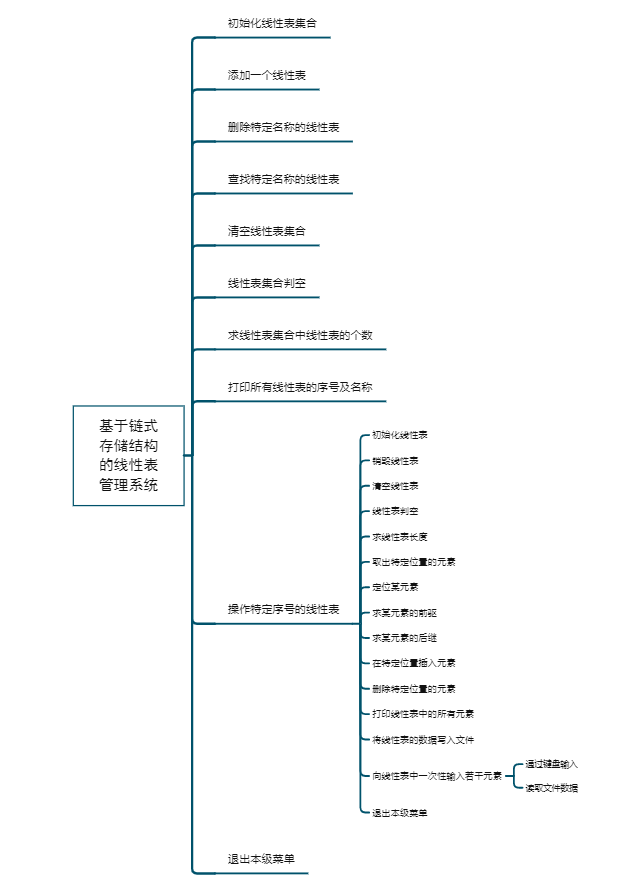 初始化线性表集合
添加一个线性表
删除特定名称的线性表
查找特定名称的线性表
清空线性表集合
线性表集合判空
求线性表集合中线性表的个数
打印所有线性表的序号及名称
基于链式
存储结构
的线性表
管理系统
操作特定序号的线性表
初始化线性表
销毁线性表
清空线性表
线性表判空
求线性表长度
取出特定位置的元素
定位某元素
求某元素的前驱
求某元素的后继
在特定位置插入元素
删除特定位置的元素
打印线性表中的所有元素
将线性表的数据写入文件
向线性表中一次性输入若干元素
通过键盘输入
读取文件数据
退出本级菜单
退出本级菜单